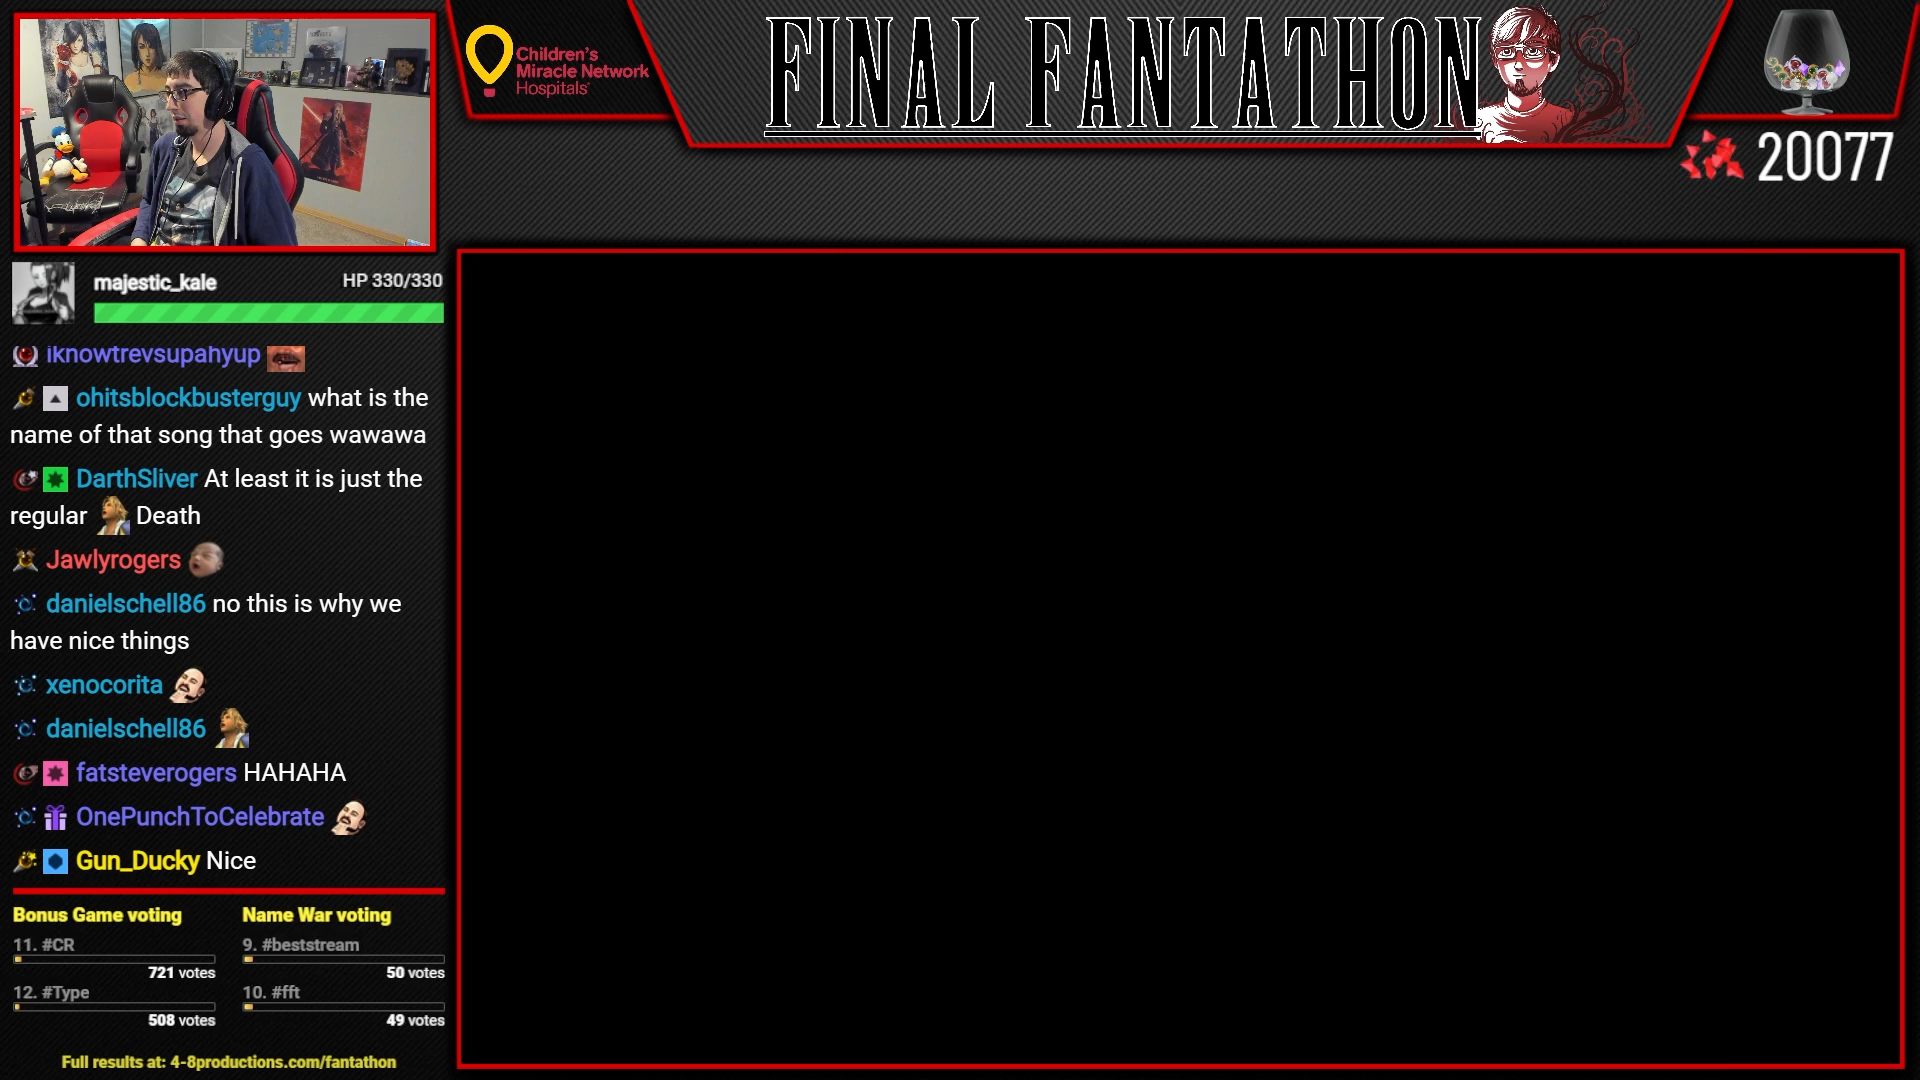 Children's
Miracle Network
Hospitals
FINAL FANTATHON
20077
majestic_kale
HP 330/330
iknowtrevsupahyup
ohitsblockbusterguy what is the
name of that song that goes wawawa
DarthSliver At least it is just the
regular Death
Jawlyrogers
danielschell86 no this is why we
have nice things
xenocorita
danielschell86
fatsteverogers HAHAHA
OnePunchToCelebrate
Gun_Ducky Nice
Bonus Game voting
11. #CR
721 votes
12. #Type
508 votes
Name War voting
9. #beststream
50 votes
10. #fft
49 votes
Full results at: 4-8productions.com/fantathon